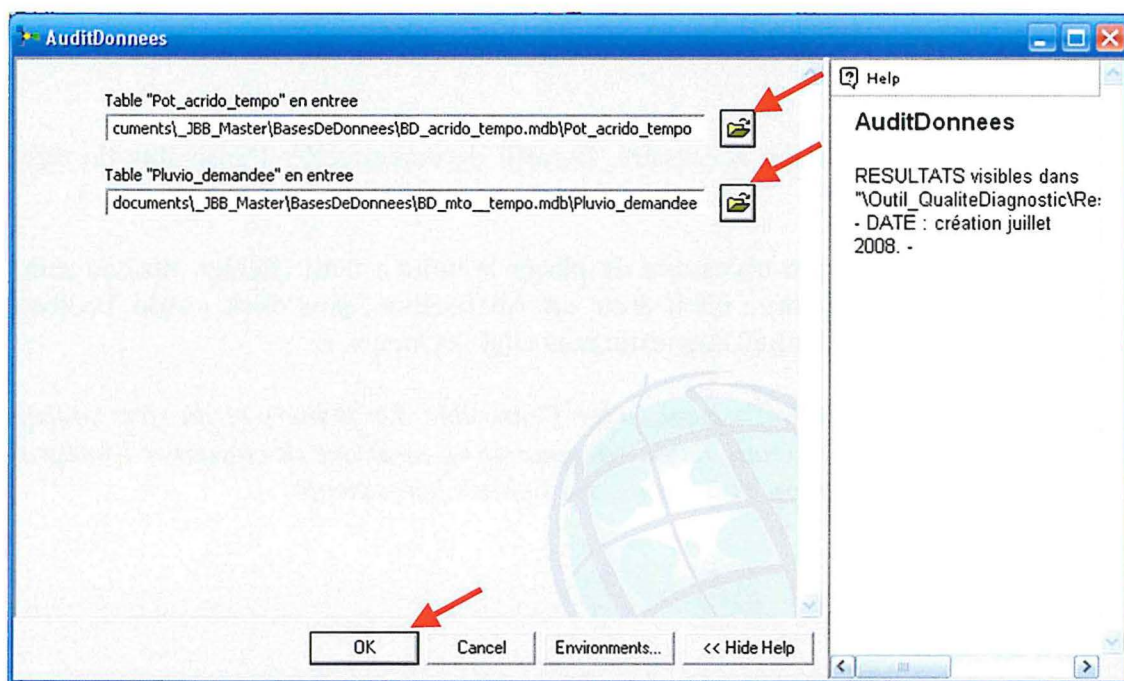 AuditDonnees
Table "Pot_acrido_tempo" en entree
cuments\_JBB_Master\BasesDeDonnees\BD_acrido_tempo.mdb\Pot_acrido_tempo
Table "Pluvio_demandee" en entree
documents\_JBB_Master\BasesDeDonnees\BD_mto__tempo.mdb\Pluvio_demandee
OK
Cancel
Environments...
<< Hide Help
Help
AuditDonnees
RESULTATS visibles dans
"\Outil_QualiteDiagnostic\Re
- DATE : création juillet
2008. -